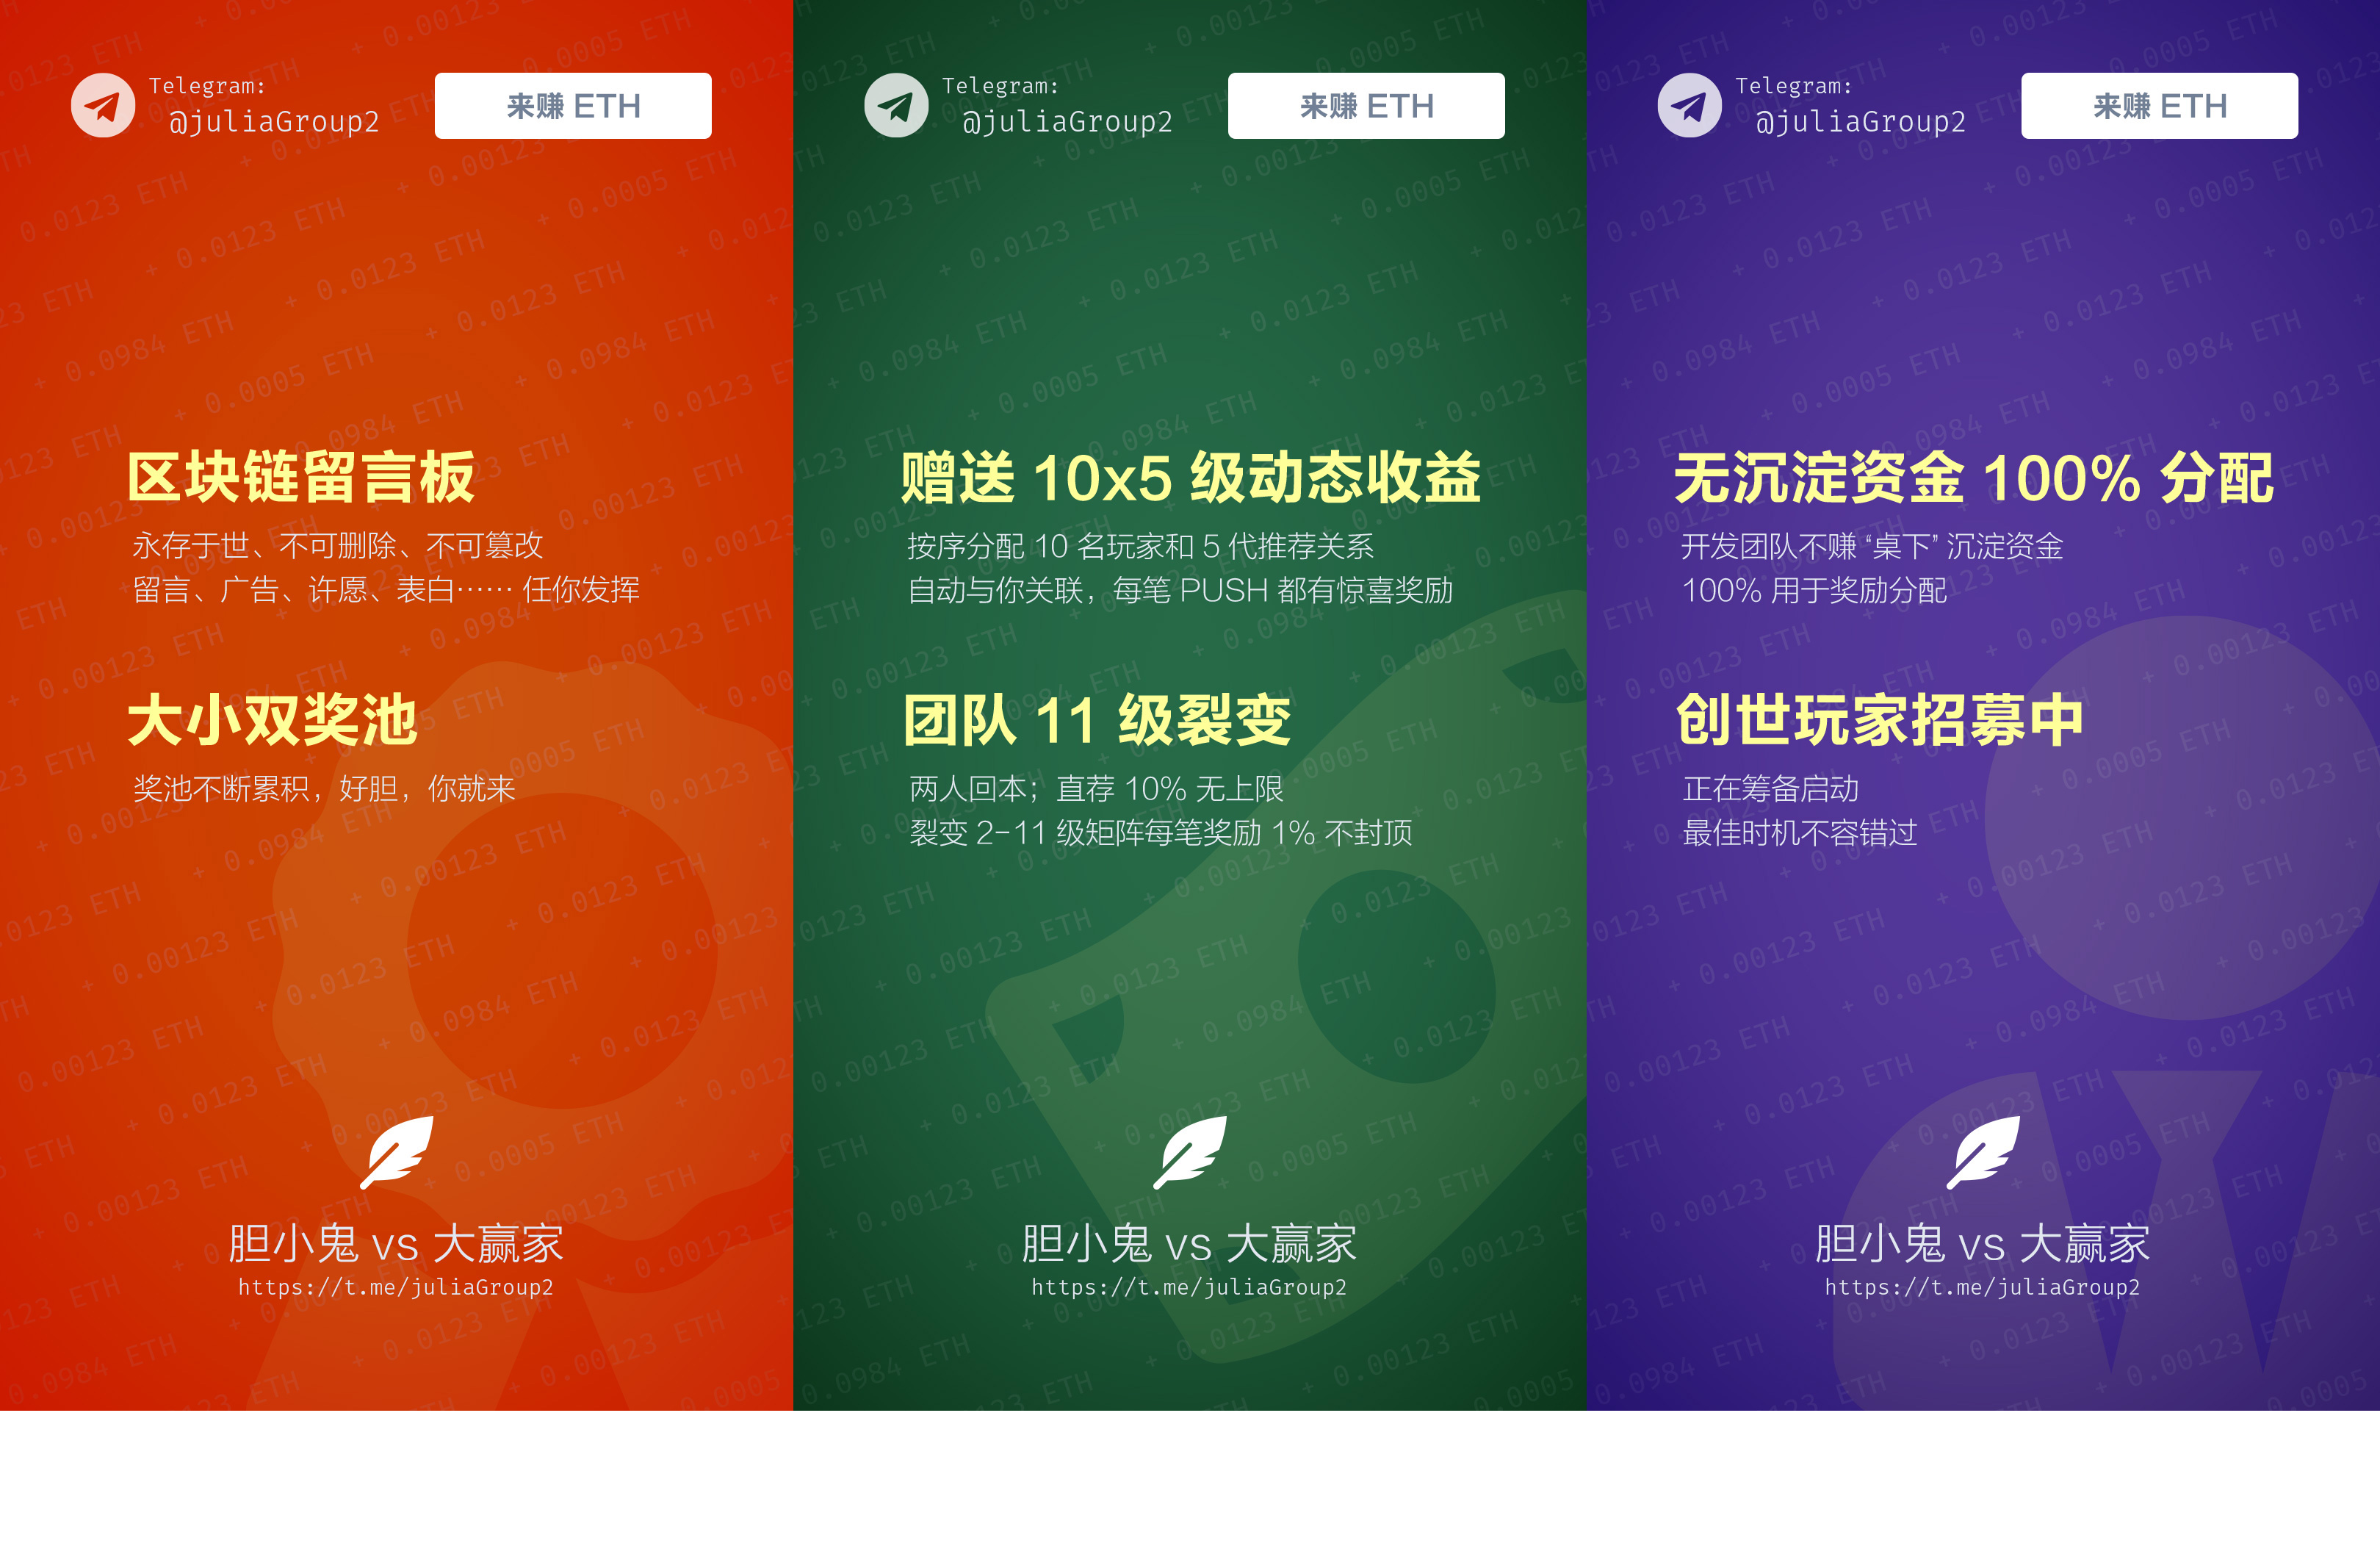 Telegram:
@juliaGroup2
来赚 ETH
区块链留言板
永存于世、不可删除、不可篡改
留言、广告、许愿、表白…… 任你发挥
大小双奖池
奖池不断累积，好胆，你就来
胆小鬼 vs 大赢家
https://t.me/juliaGroup2
Telegram:
@juliaGroup2
来赚 ETH
赠送 10x5 级动态收益
按序分配 10 名玩家和 5 代推荐关系
自动与你关联，每笔 PUSH 都有惊喜奖励
团队 11 级裂变
两人回本；直荐 10% 无上限
裂变 2-11 级矩阵每笔奖励 1% 不封顶
胆小鬼 vs 大赢家
https://t.me/juliaGroup2
Telegram:
@juliaGroup2
来赚 ETH
无沉淀资金 100% 分配
开发团队不赚 “桌下” 沉淀资金
100% 用于奖励分配
创世玩家招募中
正在筹备启动
最佳时机不容错过
胆小鬼 vs 大赢家
https://t.me/juliaGroup2